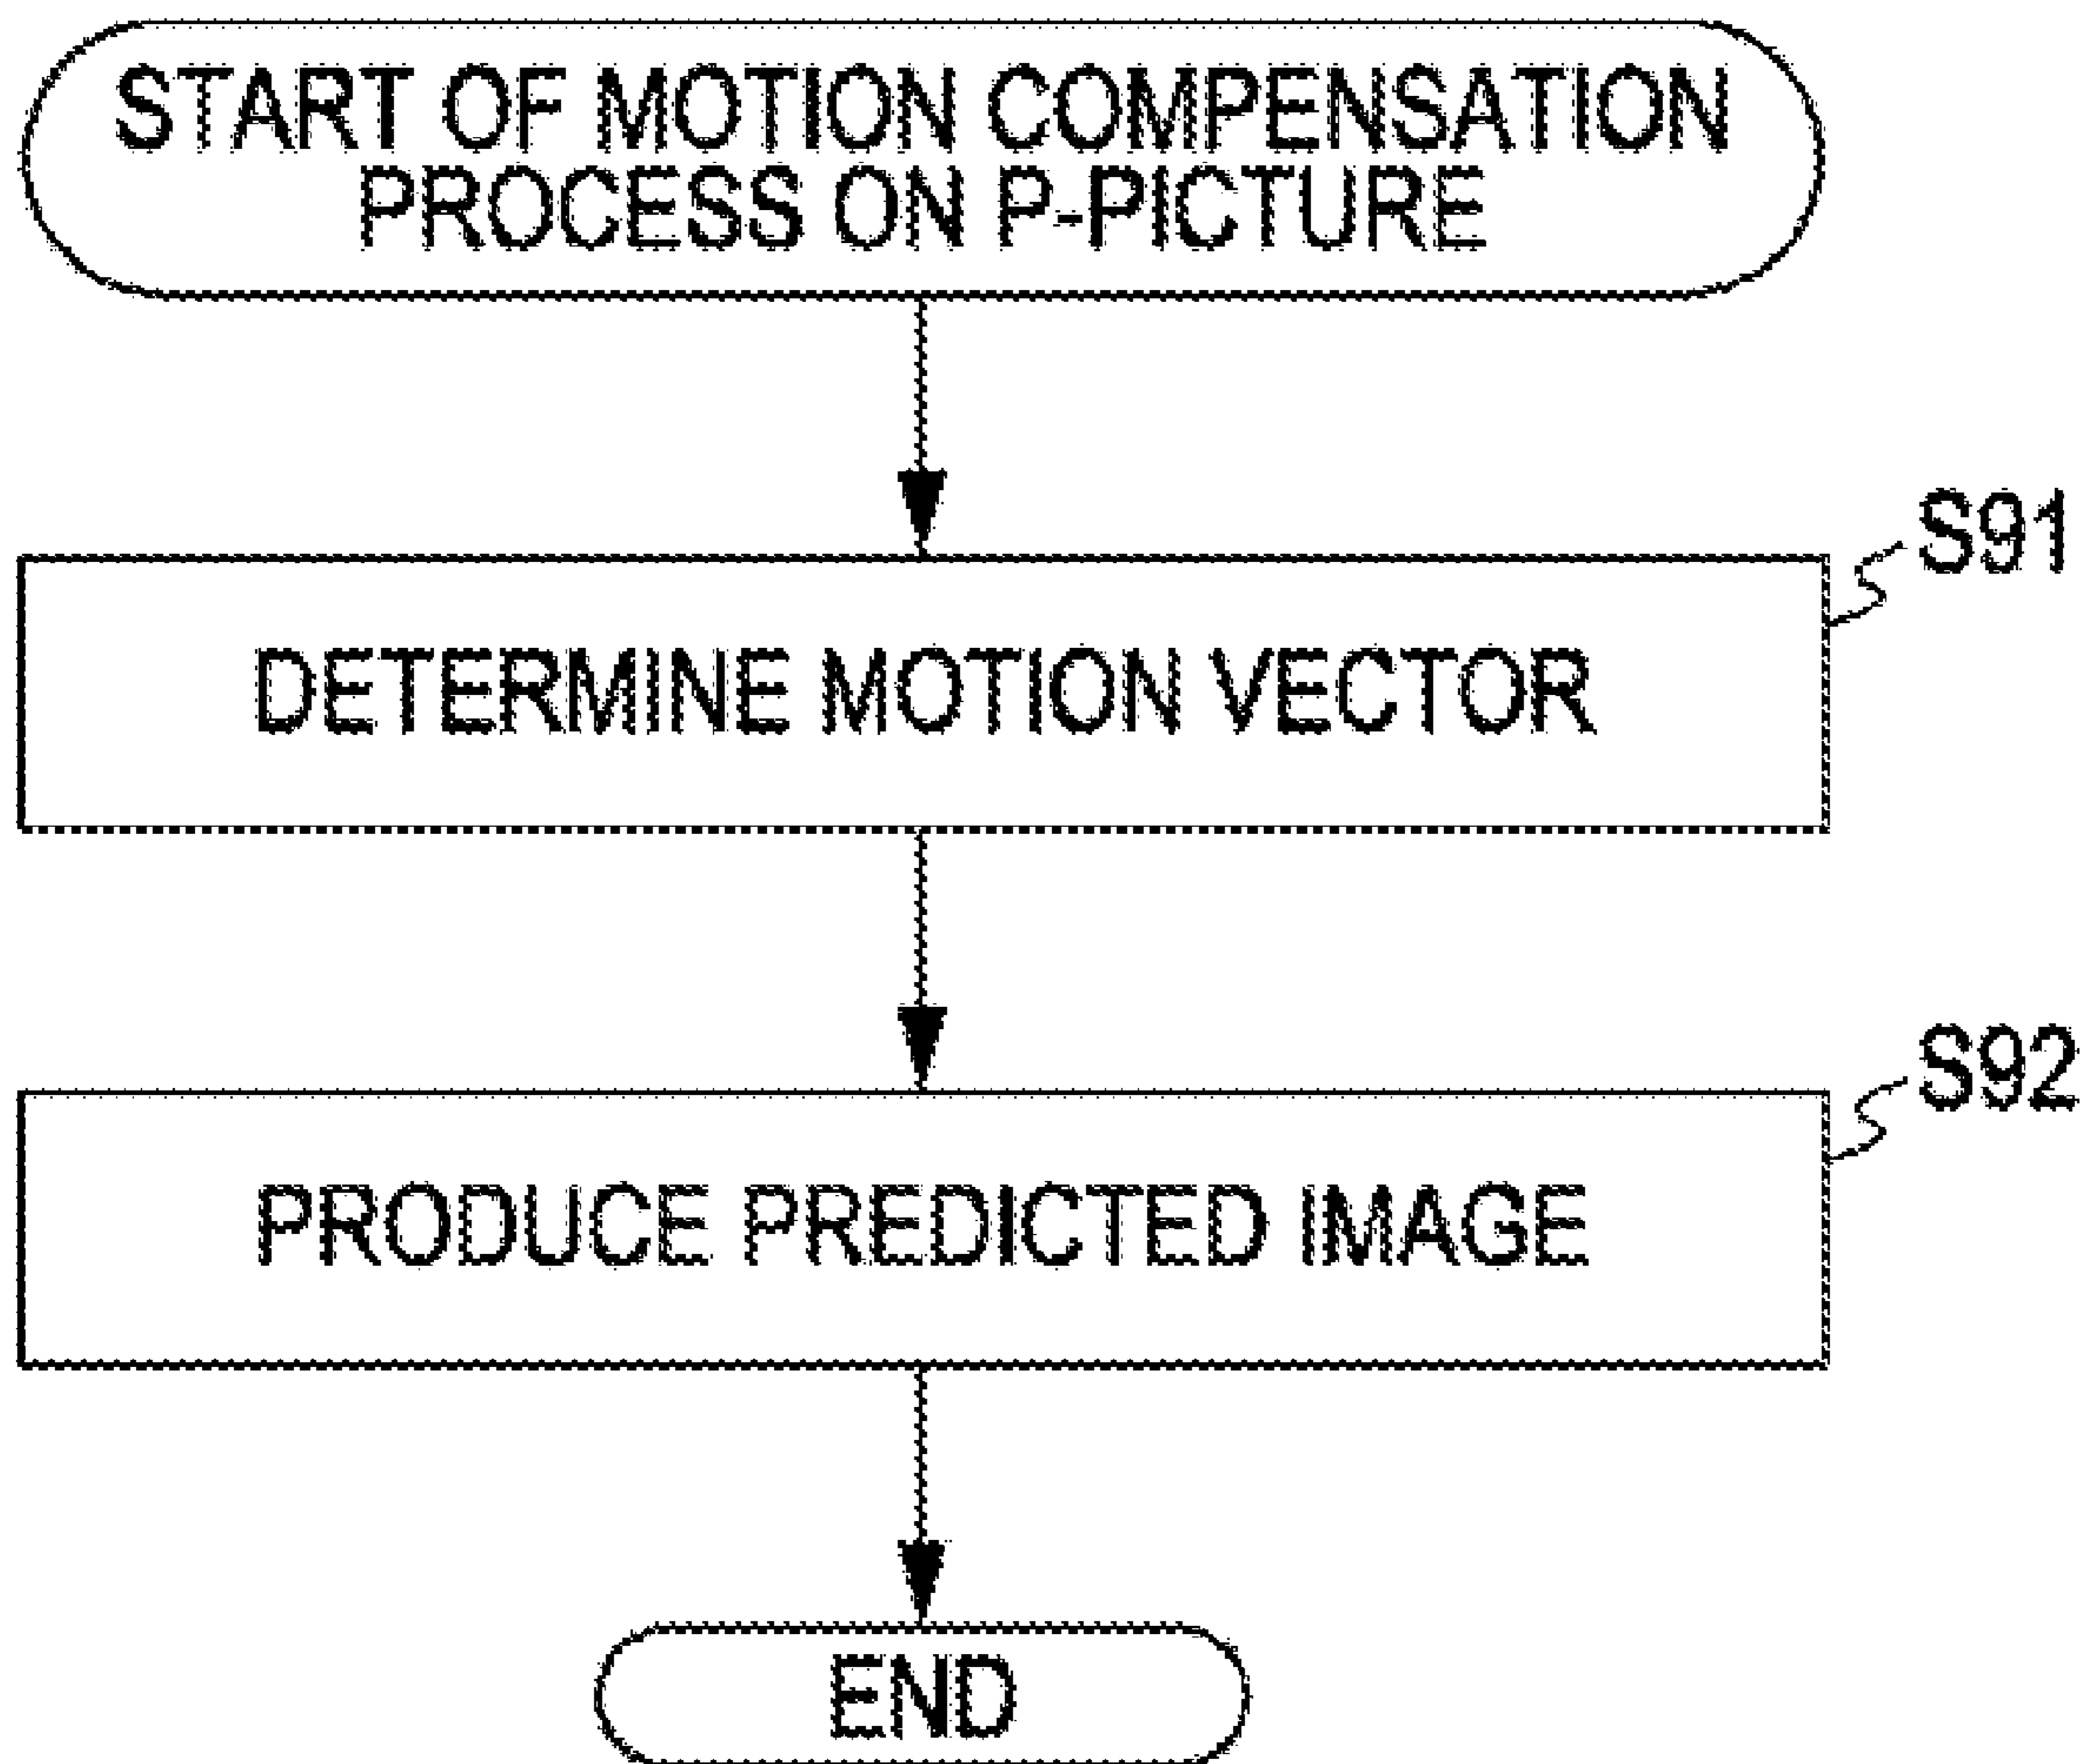 START OF MOTION COMPENSATION
PROCESS ON P-PICTURE
S91
DETERMINE MOTION VECTOR
S92
PRODUCE PREDICTED IMAGE
END